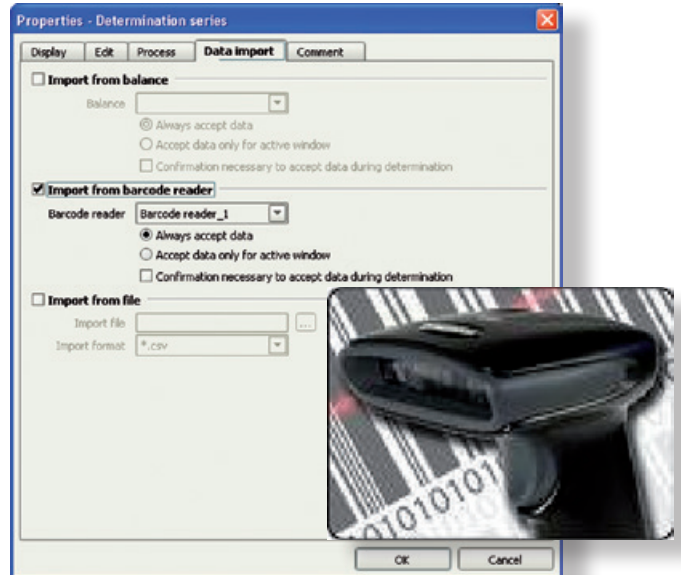 Properties - Determination series
Display Edit Process Data import Comment
Import from balance
Balance
Always accept data
Accept data only for active window
Confirmation necessary to accept data during determination
Import from barcode reader
Barcode reader Barcode reader_1
Always accept data
Accept data only for active window
Confirmation necessary to accept data during determination
Import from file
Import file ...
Import format *.csv
01010101
OK Cancel